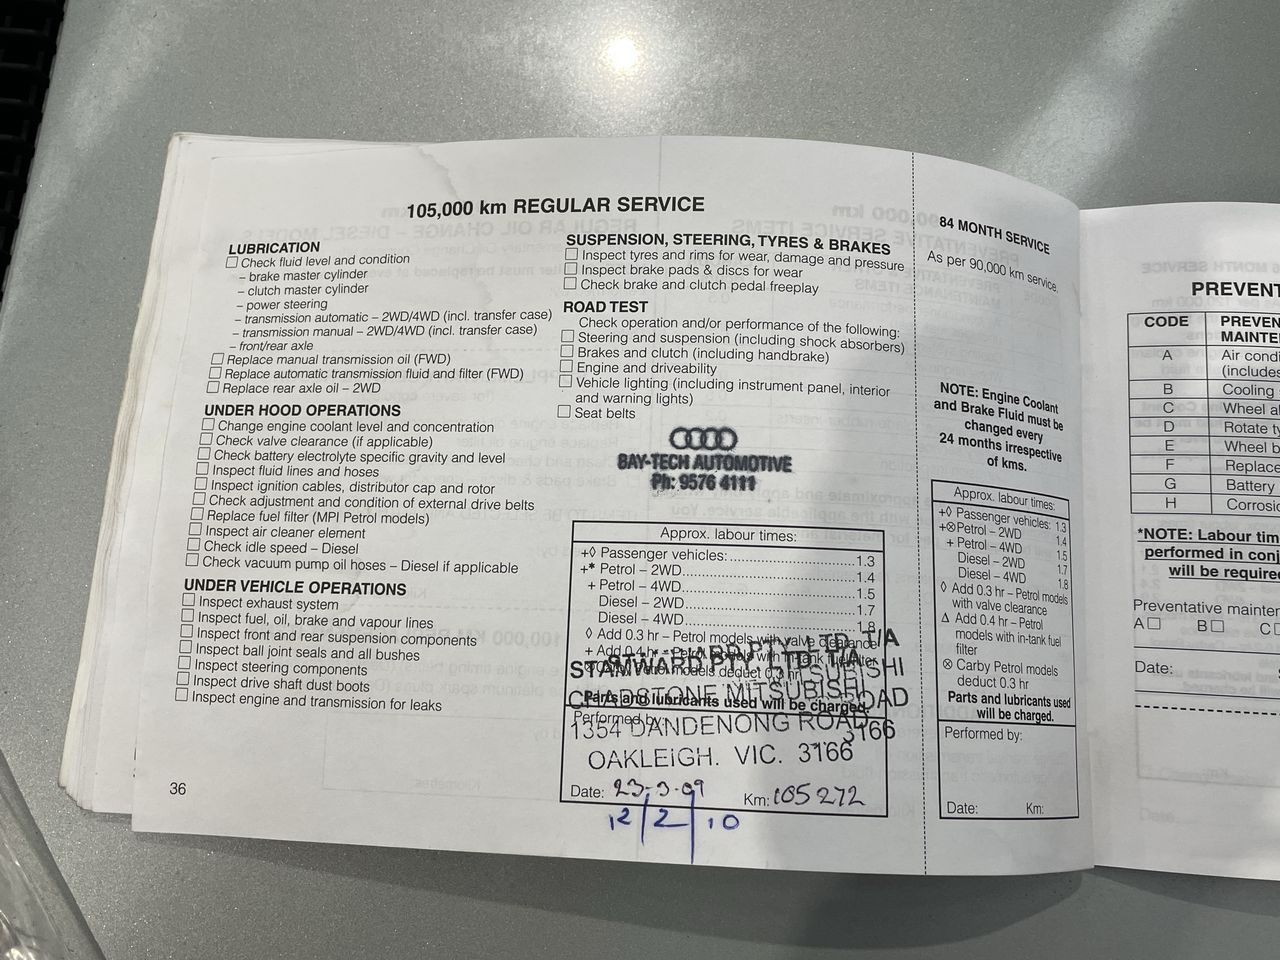 105,000 km REGULAR SERVICE
LUBRICATION
Check fluid level and condition
– brake master cylinder
– clutch master cylinder
– power steering
– transmission automatic – 2WD/4WD (incl. transfer case)
– transmission manual – 2WD/4WD (incl. transfer case)
– front/rear axle
Replace manual transmission oil (FWD)
Replace automatic transmission fluid and filter (FWD)
Replace rear axle oil – 2WD
UNDER HOOD OPERATIONS
Change engine coolant level and concentration
Check valve clearance (if applicable)
Check battery electrolyte specific gravity and level
Inspect fluid lines and hoses
Inspect ignition cables, distributor cap and rotor
Check adjustment and condition of external drive belts
Replace fuel filter (MPI Petrol models)
Inspect air cleaner element
Check idle speed – Diesel
Check vacuum pump oil hoses – Diesel if applicable
UNDER VEHICLE OPERATIONS
Inspect exhaust system
Inspect fuel, oil, brake and vapour lines
Inspect front and rear suspension components
Inspect ball joint seals and all bushes
Inspect steering components
Inspect drive shaft dust boots
Inspect engine and transmission for leaks
36
SUSPENSION, STEERING, TYRES & BRAKES
Inspect tyres and rims for wear, damage and pressure
Inspect brake pads & discs for wear
Check brake and clutch pedal freeplay
ROAD TEST
Check operation and/or performance of the following:
Steering and suspension (including shock absorbers)
Brakes and clutch (including handbrake)
Engine and driveability
Vehicle lighting (including instrument panel, interior
and warning lights)
Seat belts
BAY-TECH AUTOMOTIVE
Ph: 9576 4111
Approx. labour times:
+◊ Passenger vehicles: 1.3
+* Petrol – 2WD 1.4
+ Petrol – 4WD 1.5
Diesel – 2WD 1.7
Diesel – 4WD 1.8
◊ Add 0.3 hr – Petrol models with valve clearance
+ Add 0.4 hr – Petrol models with in-tank fuel filter
deduct 0.3 hr
STANWARD PTY. LTD. T/A
MITSUBISHI
Parts and lubricants used will be charged.
Performed by:
1354 DANDENONG ROAD
OAKLEIGH. VIC. 3166
Date: 23-3-09 Km: 105272
12/2/10
84 MONTH SERVICE
As per 90,000 km service.
NOTE: Engine Coolant
and Brake Fluid must be
changed every
24 months irrespective
of kms.
Approx. labour times:
+◊ Passenger vehicles: 1.3
+⊗ Petrol – 2WD 1.4
+ Petrol – 4WD 1.5
Diesel – 2WD 1.7
Diesel – 4WD 1.8
◊ Add 0.3 hr – Petrol models
with valve clearance
Δ Add 0.4 hr – Petrol
models with in-tank fuel
filter
⊗ Carby Petrol models
deduct 0.3 hr
Parts and lubricants used
will be charged.
Performed by:
Date: Km:
PREVENT
CODE PREVEN
MAINTE
A Air condi
(includes
B Cooling
C Wheel al
D Rotate ty
E Wheel b
F Replace
G Battery
H Corrosio
*NOTE: Labour tim
performed in conj
will be require
Preventative mainten
A B C
Date: